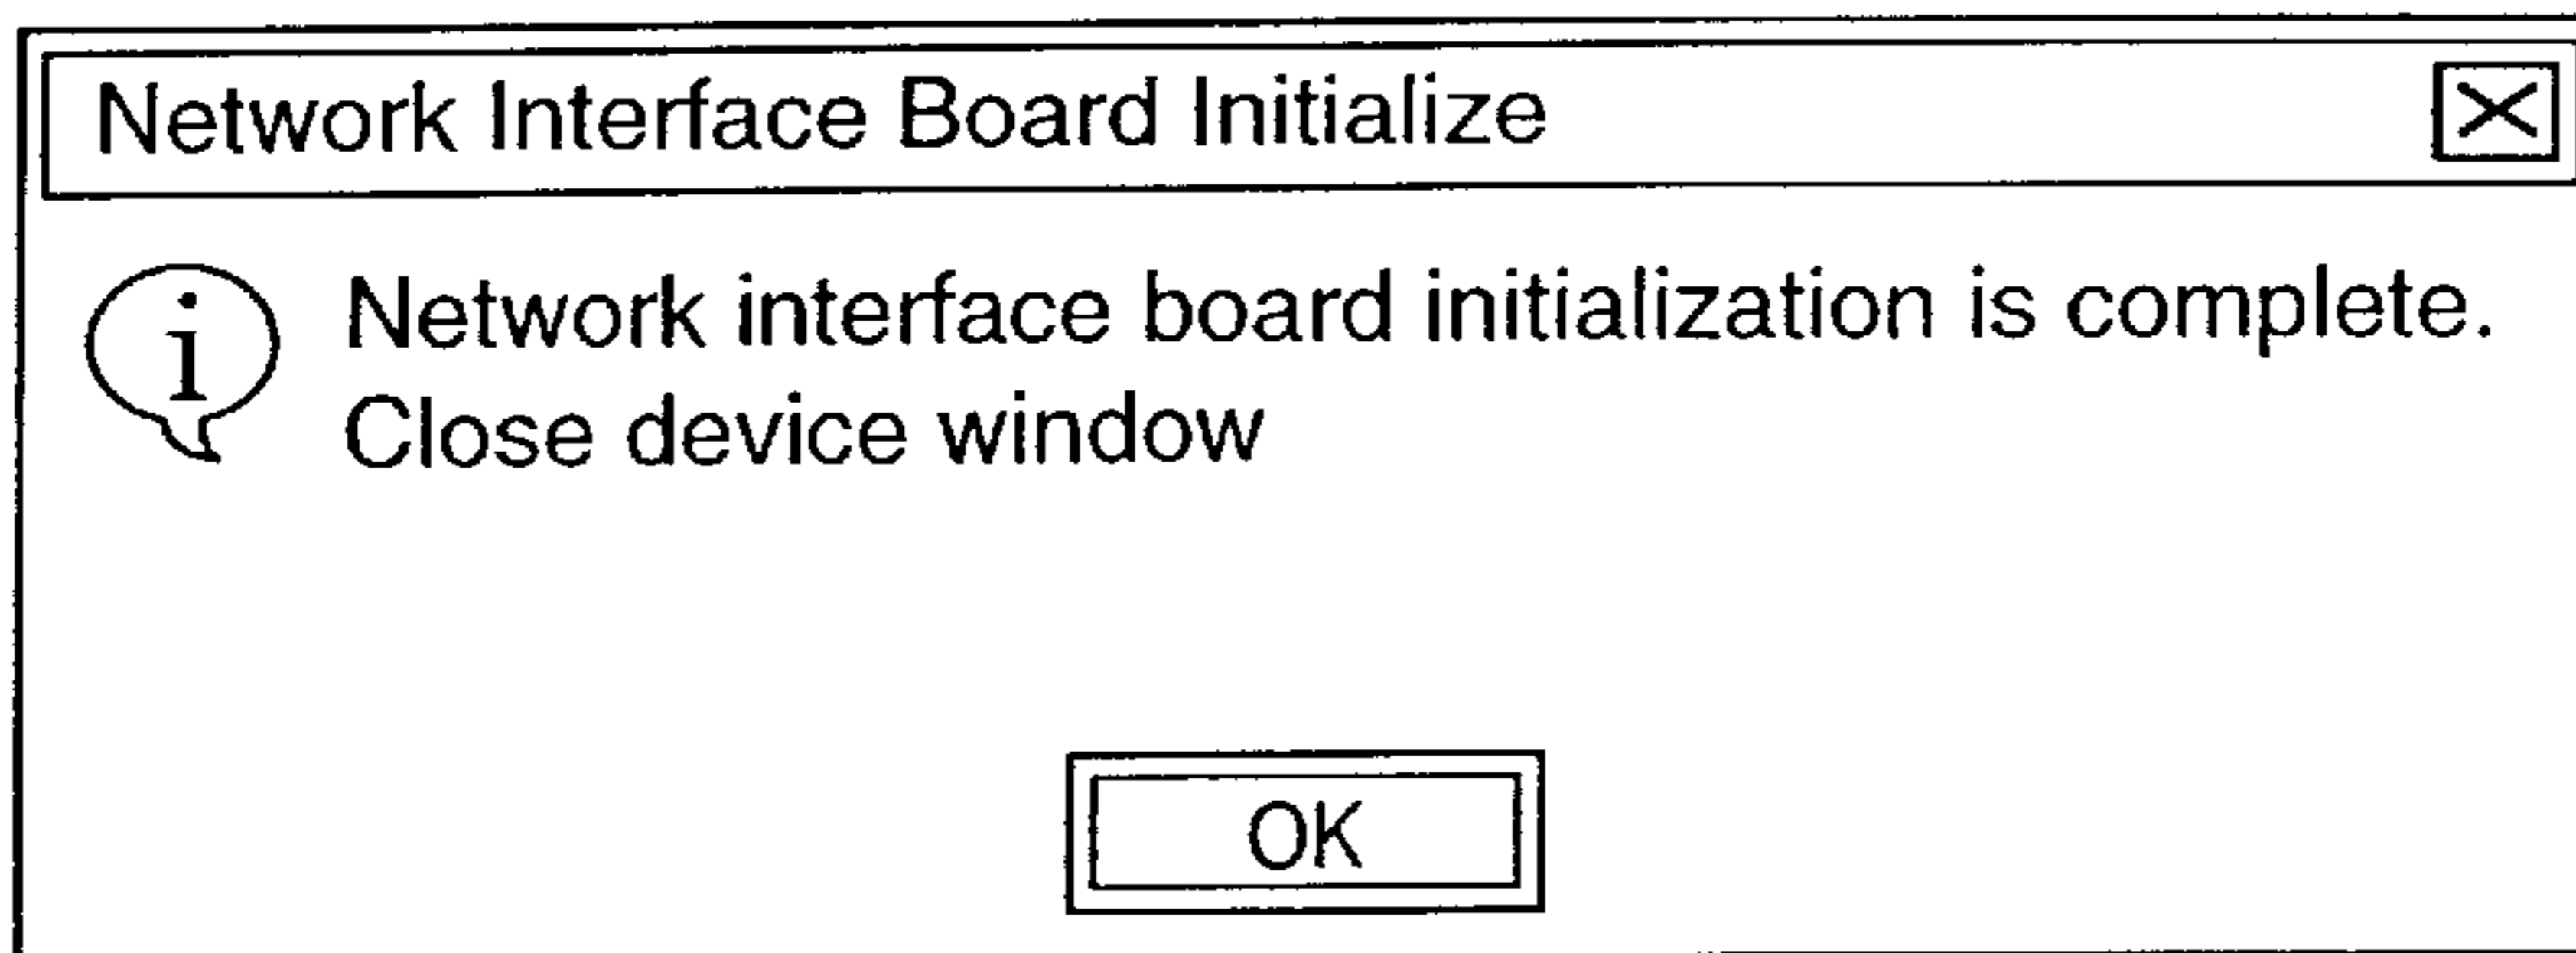 Network Interface Board Initialize
Network interface board initialization is complete.
Close device window
OK